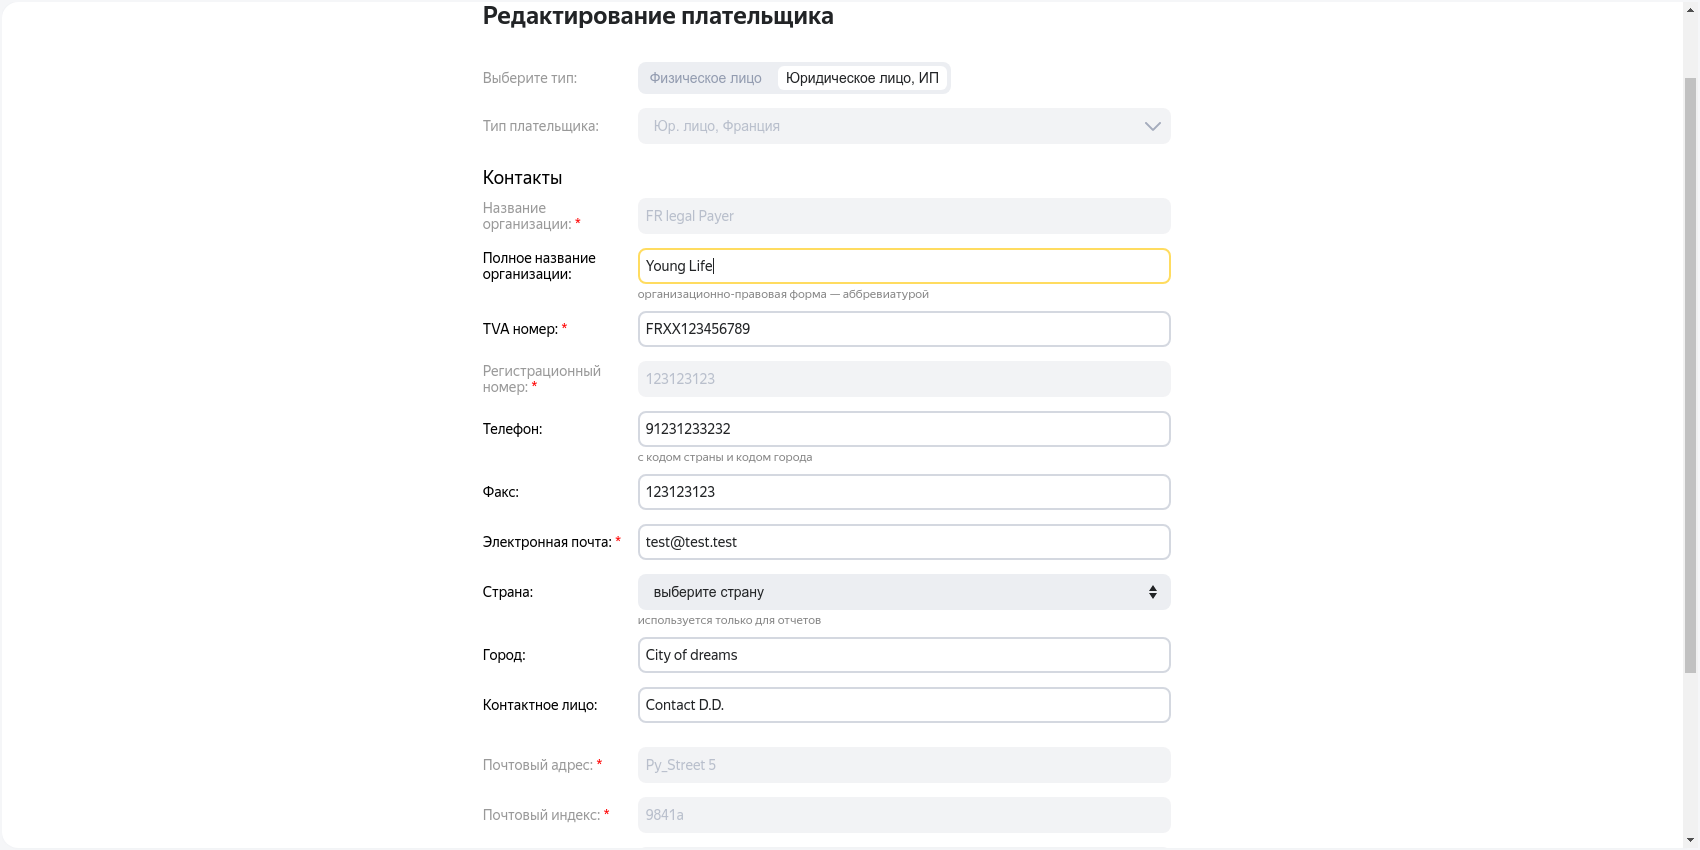 Редактирование плательщика
Выберите тип:
Физическое лицо Юридическое лицо, ИП
Тип плательщика:
Юр. лицо, Франция
Контакты
Название
организации: *
FR legal Payer
Полное название
организации:
Young Life
организационно-правовая форма — аббревиатурой
TVA номер: *
FRXX123456789
Регистрационный
номер: *
123123123
Телефон:
91231233232
с кодом страны и кодом города
Факс:
123123123
Электронная почта: *
test@test.test
Страна:
выберите страну
используется только для отчетов
Город:
City of dreams
Контактное лицо:
Contact D.D.
Почтовый адрес: *
Py_Street 5
Почтовый индекс: *
9841a